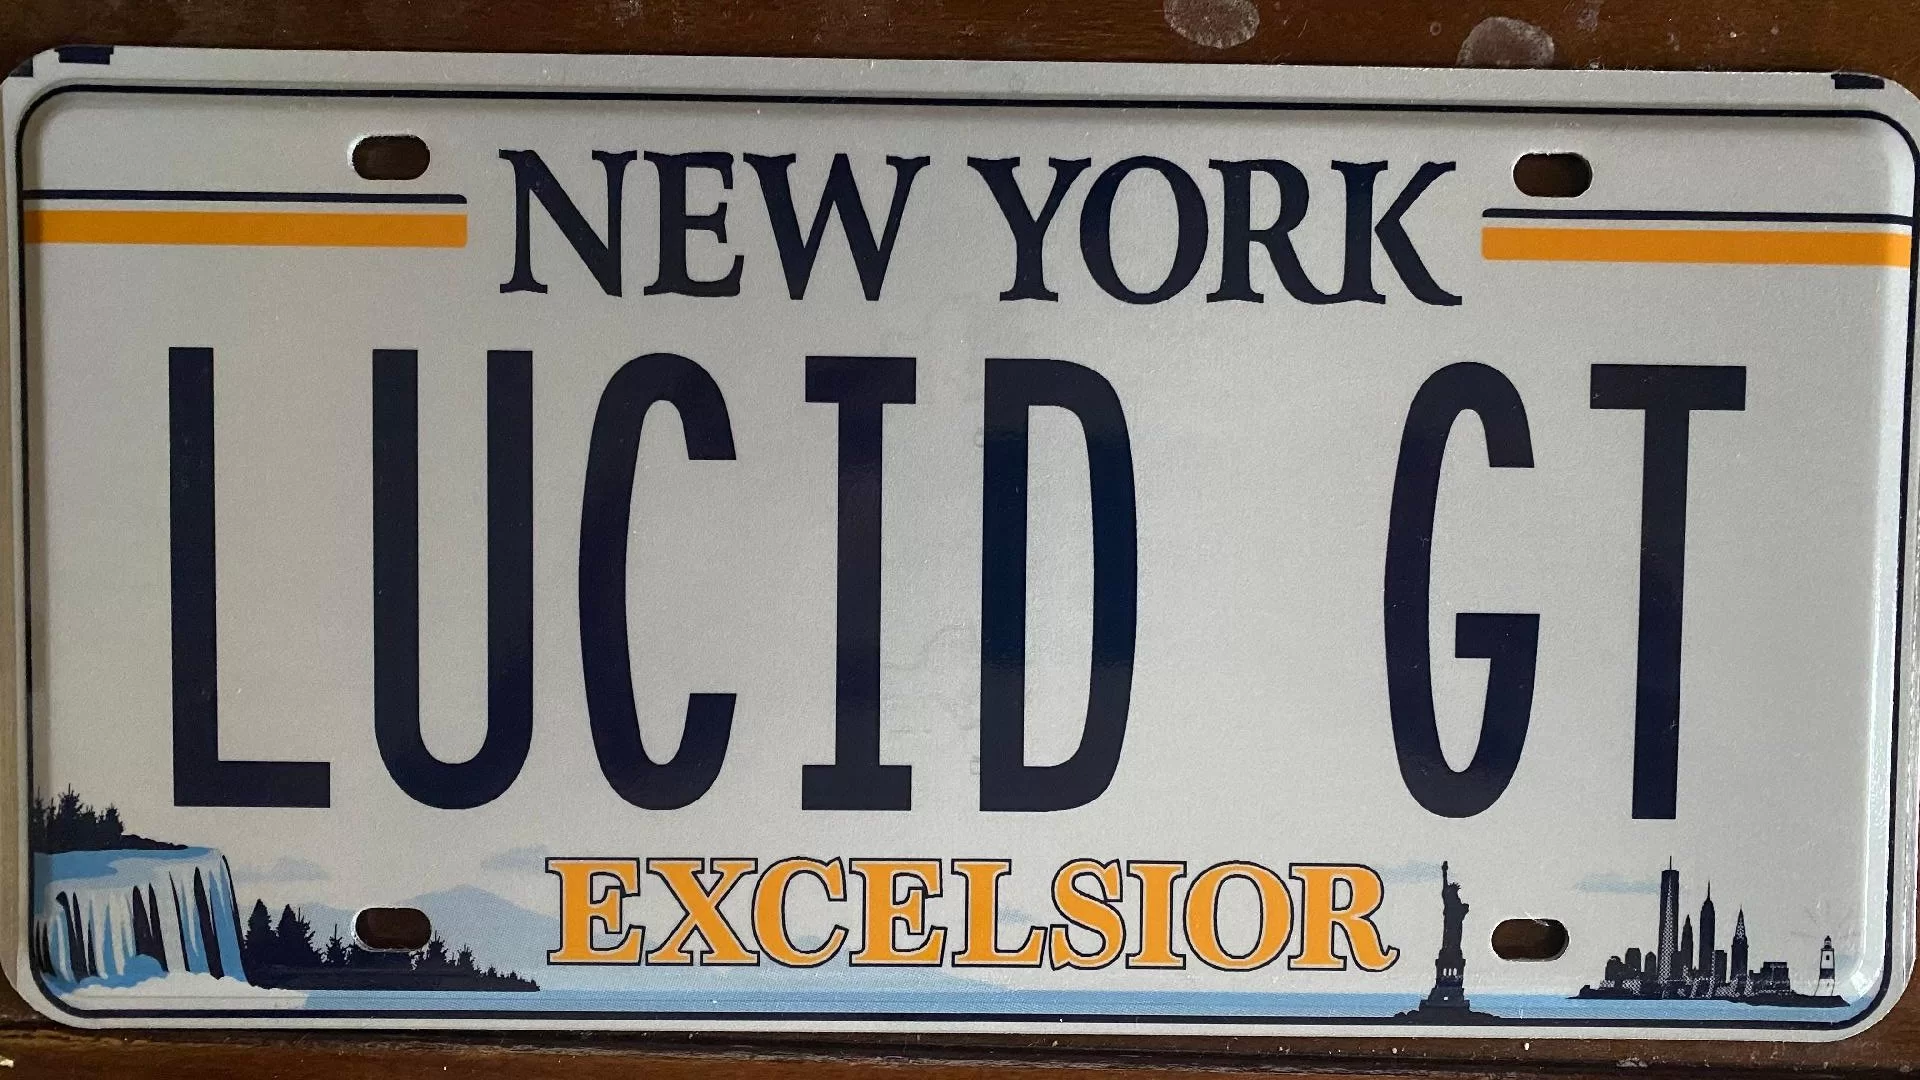 NEW YORK
LUCID GT
EXCELSIOR